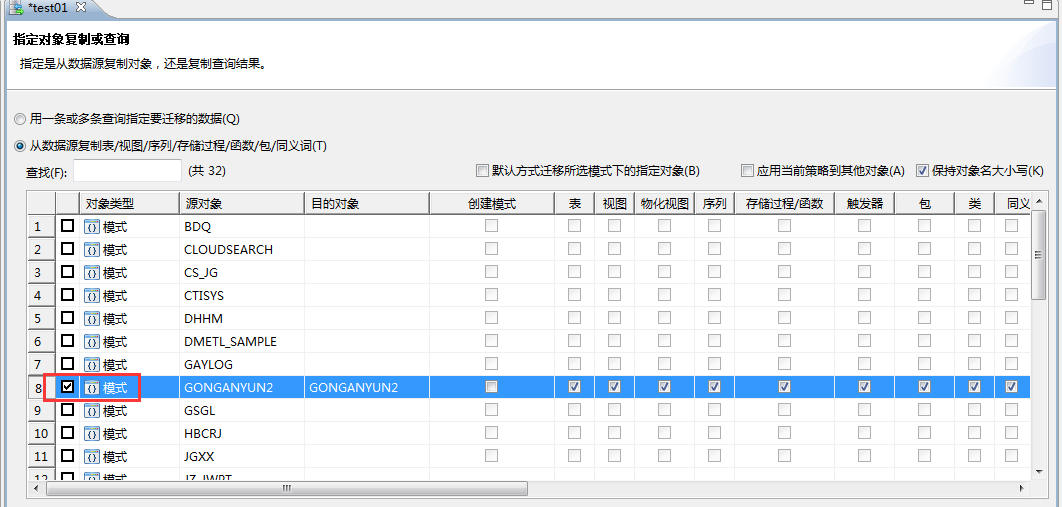 *test01
指定对象复制或查询
指定是从数据源复制对象，还是复制查询结果。
用一条或多条查询指定要迁移的数据(Q)
从数据源复制表/视图/序列/存储过程/函数/包/同义词(T)
查找(F): (共 32) 默认方式迁移所选模式下的指定对象(B) 应用当前策略到其他对象(A) 保持对象名大小写(K)
对象类型 源对象 目的对象 创建模式 表 视图 物化视图 序列 存储过程/函数 触发器 包 类 同义
1 模式 BDQ
2 模式 CLOUDSEARCH
3 模式 CS_JG
4 模式 CTISYS
5 模式 DHHM
6 模式 DMETL_SAMPLE
7 模式 GAYLOG
8 模式 GONGANYUN2 GONGANYUN2
9 模式 GSGL
10 模式 HBCRJ
11 模式 JGXX
12